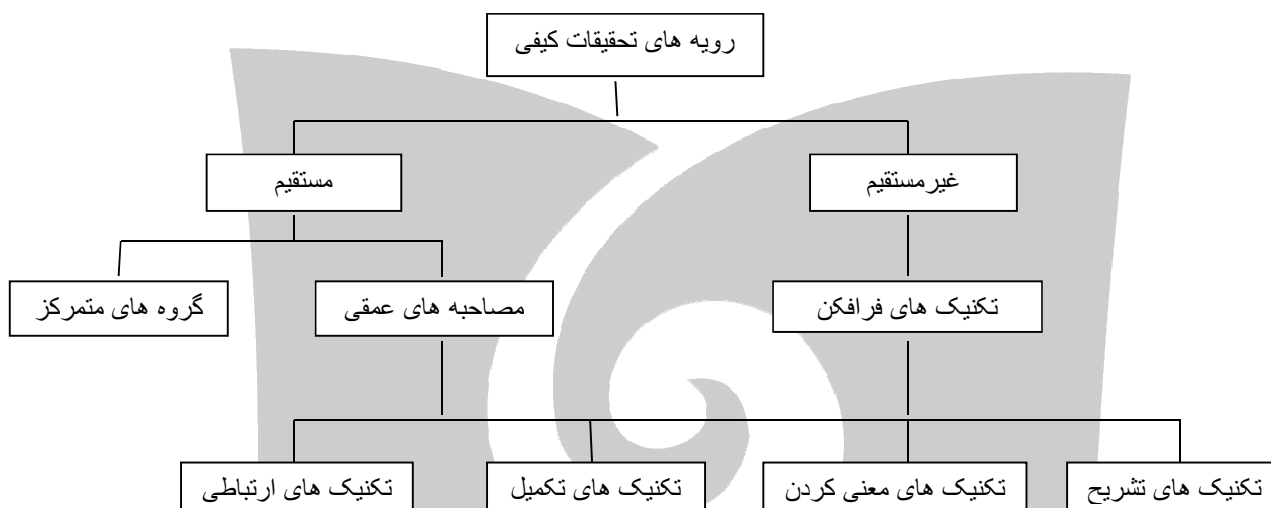 رویه های تحقیقات کیفی
غیرمستقیم
مستقیم
تکنیک های فرافکن
مصاحبه های عمقی
گروه های متمرکز
تکنیک های تشریح
تکنیک های معنی کردن
تکنیک های تکمیل
تکنیک های ارتباطی